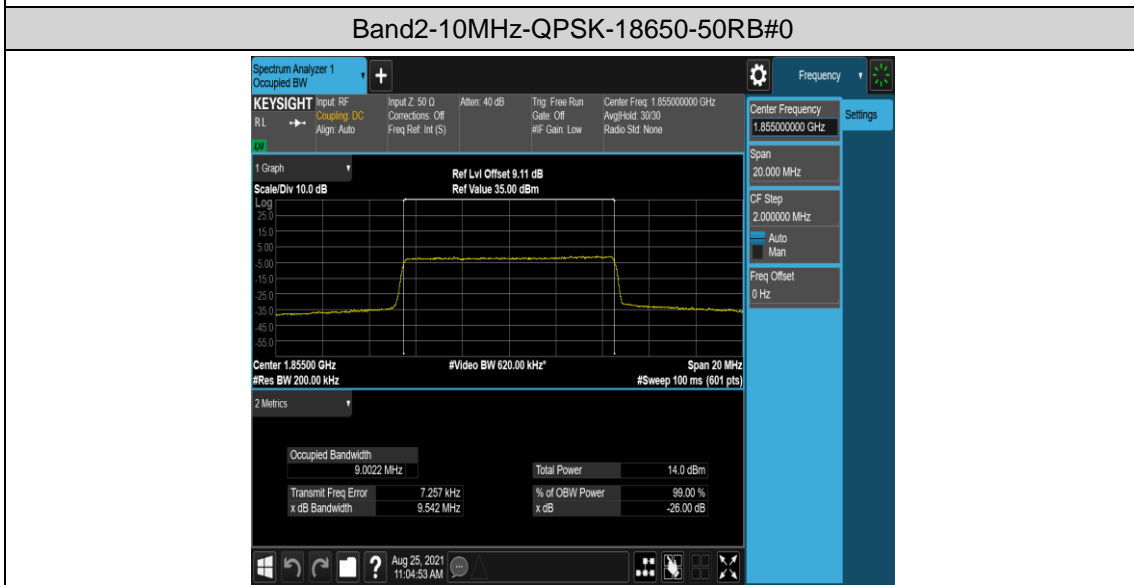 Band2-10MHz-QPSK-18650-50RB#0
Spectrum Analyzer 1
Occupied BW
+
Frequency
KEYSIGHT
RL
Input: RF
Coupling: DC
Align: Auto
Input Z: 50 Ω
Corrections: Off
Freq Ref: Int (S)
Atten: 40 dB
Trig: Free Run
Gate: Off
#IF Gain: Low
Center Freq: 1.855000000 GHz
Avg|Hold: 30/30
Radio Std: None
Center Frequency
1.855000000 GHz
Settings
Span
20.000 MHz
CF Step
2.000000 MHz
Auto
Man
Freq Offset
0 Hz
1 Graph
Scale/Div 10.0 dB
Ref Lvl Offset 9.11 dB
Ref Value 35.00 dBm
Log
25.0
15.0
5.00
-5.00
-15.0
-25.0
-35.0
-45.0
-55.0
Center 1.85500 GHz
#Video BW 620.00 kHz*
Span 20 MHz
#Res BW 200.00 kHz
#Sweep 100 ms (601 pts)
2 Metrics
Occupied Bandwidth
9.0022 MHz
Total Power 14.0 dBm
Transmit Freq Error 7.257 kHz
% of OBW Power 99.00 %
x dB Bandwidth 9.542 MHz
x dB -26.00 dB
?
Aug 25, 2021
11:04:53 AM